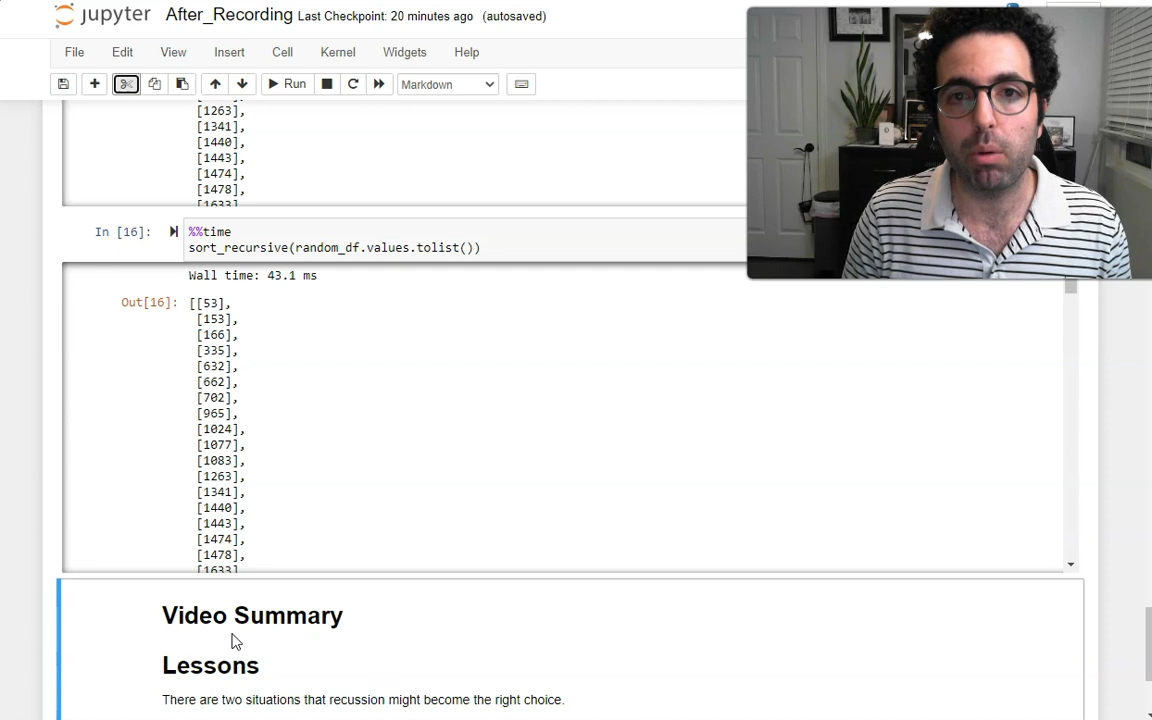 jupyter After_Recording Last Checkpoint: 20 minutes ago (autosaved)
File Edit View Insert Cell Kernel Widgets Help
Run Markdown
[1263],
[1341],
[1440],
[1443],
[1474],
[1478],
[1633]
In [16]: %%time
sort_recursive(random_df.values.tolist())
Wall time: 43.1 ms
Out[16]: [[53],
[153],
[166],
[335],
[632],
[662],
[702],
[965],
[1024],
[1077],
[1083],
[1263],
[1341],
[1440],
[1443],
[1474],
[1478],
[1633]
Video Summary
Lessons
There are two situations that recussion might become the right choice.